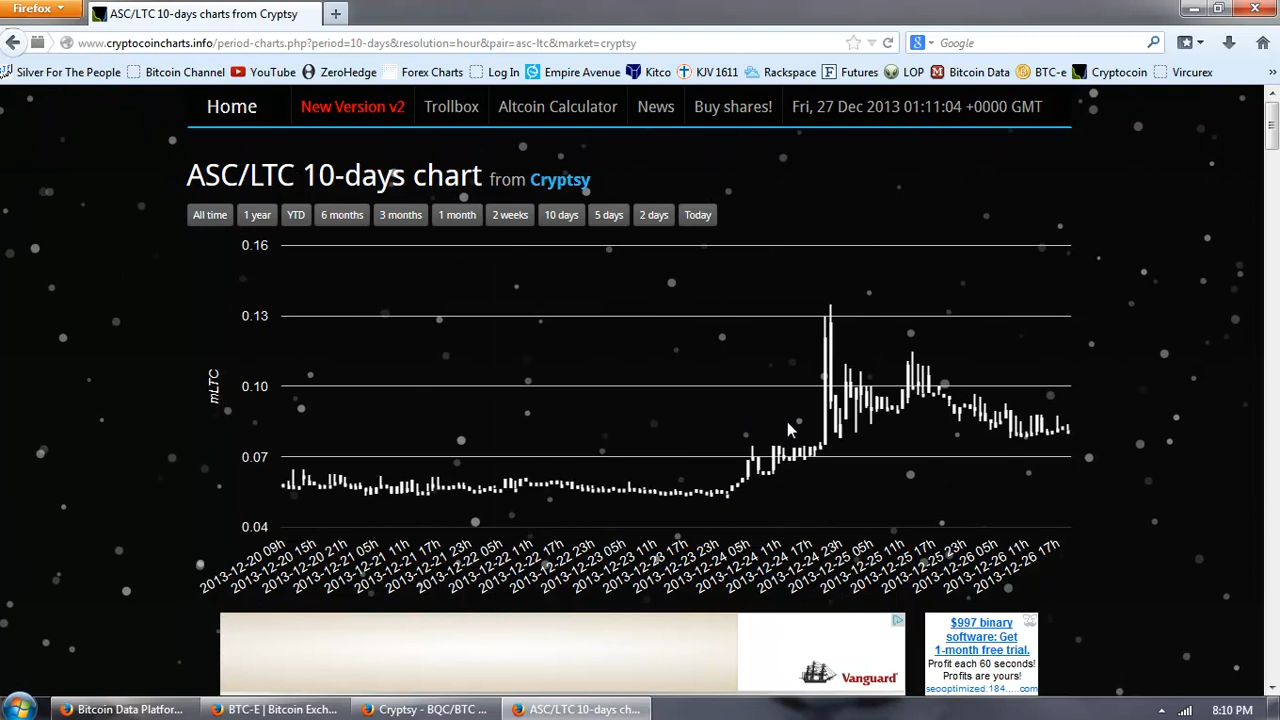 Firefox
ASC/LTC 10-days charts from Cryptsy
www.cryptocoincharts.info/period-charts.php?period=10-days&resolution=hour&pair=asc-ltc&market=cryptsy
Google
Silver For The People
Bitcoin Channel
YouTube
ZeroHedge
Forex Charts
Log In
Empire Avenue
Kitco
KJV 1611
Rackspace
Futures
LOP
Bitcoin Data
BTC-e
Cryptocoin
Vircurex
Home
New Version v2
Trollbox
Altcoin Calculator
News
Buy shares!
Fri, 27 Dec 2013 01:11:04 +0000 GMT
ASC/LTC 10-days chart from Cryptsy
All time
1 year
YTD
6 months
3 months
1 month
2 weeks
10 days
5 days
2 days
Today
0.16
0.13
0.10
0.07
0.04
mLTC
2013-12-20 09h
2013-12-20 15h
2013-12-20 21h
2013-12-21 05h
2013-12-21 11h
2013-12-21 17h
2013-12-21 23h
2013-12-22 05h
2013-12-22 11h
2013-12-22 17h
2013-12-22 23h
2013-12-23 05h
2013-12-23 11h
2013-12-23 17h
2013-12-23 23h
2013-12-24 05h
2013-12-24 11h
2013-12-24 17h
2013-12-24 23h
2013-12-25 05h
2013-12-25 11h
2013-12-25 17h
2013-12-25 23h
2013-12-26 05h
2013-12-26 11h
2013-12-26 17h
Vanguard
$997 binary
software: Get
1-month free trial.
Profit each 60 seconds!
Profits are yours!
seooptimized.184.....com
Bitcoin Data Platfor...
BTC-E | Bitcoin Exch...
Cryptsy - BQC/BTC ...
ASC/LTC 10-days ch...
8:10 PM